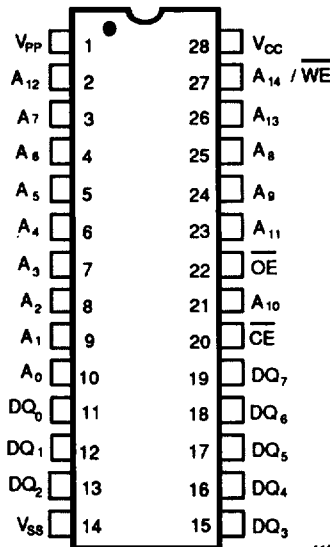 VPP 1 28 VCC
A12 2 27 A14 / WE
A7 3 26 A13
A6 4 25 A8
A5 5 24 A9
A4 6 23 A11
A3 7 22 OE
A2 8 21 A10
A1 9 20 CE
A0 10 19 DQ7
DQ0 11 18 DQ6
DQ1 12 17 DQ5
DQ2 13 16 DQ4
VSS 14 15 DQ3